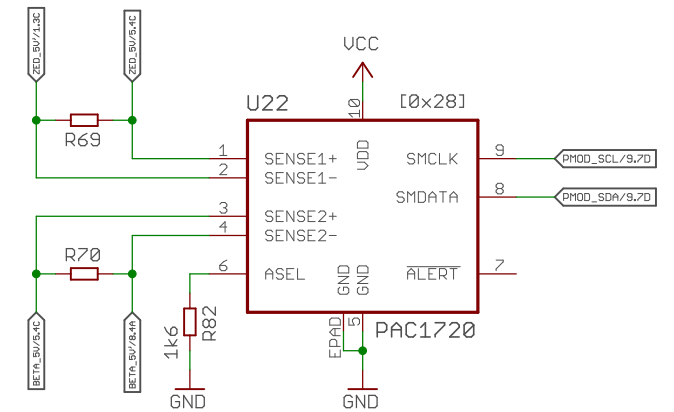 ZED_5V'/1.3C
ZED_5V/5.4C
VCC
U22
[0x28]
10
R69
1
SENSE1+
VDD
SMCLK
9
PMOD_SCL/9.7D
2
SENSE1-
SMDATA
8
PMOD_SDA/9.7D
3
SENSE2+
4
SENSE2-
R70
6
ASEL
GND
GND
ALERT
7
1k6
R82
EPAD
5
PAC1720
BETA_5V/5.4C
BETA_5V'/8.4A
GND
GND